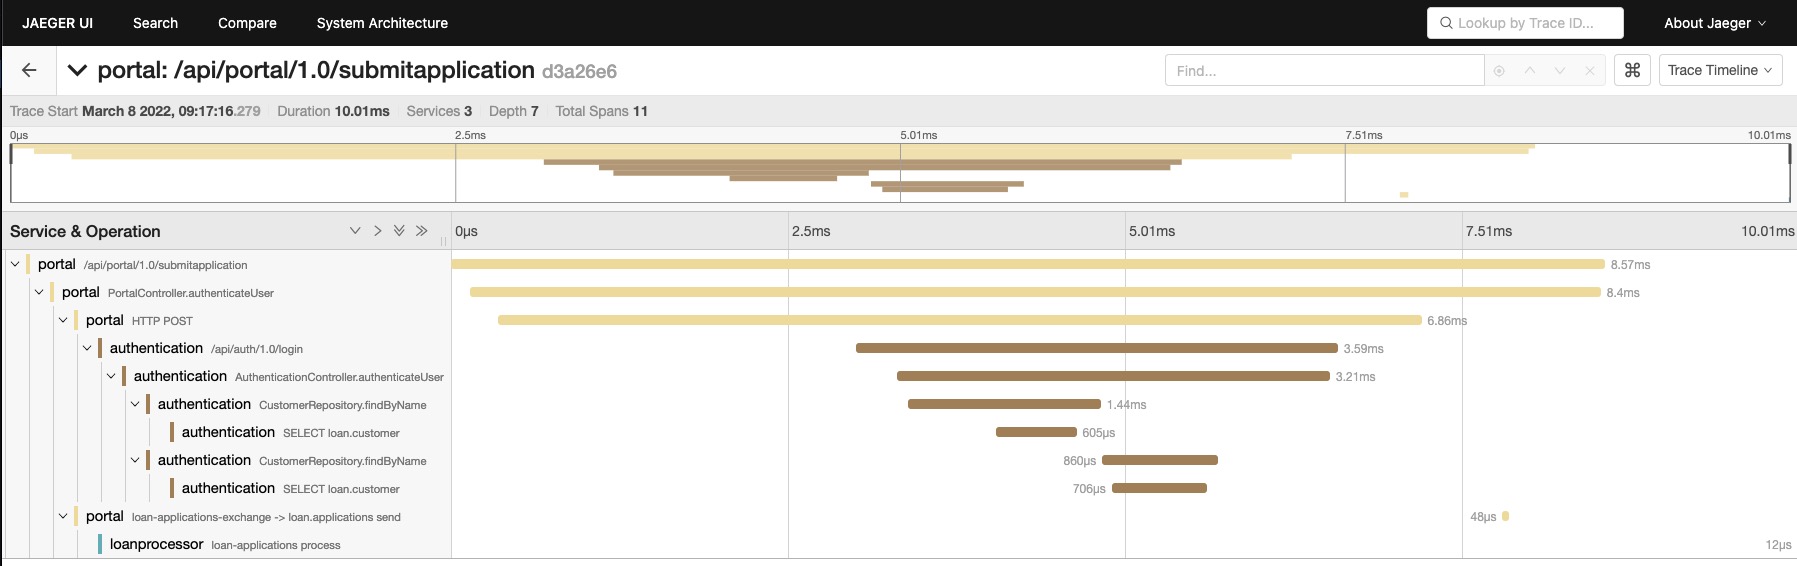 JAEGER UI Search Compare System Architecture Lookup by Trace ID... About Jaeger
portal: /api/portal/1.0/submitapplication d3a26e6 Find... ⌘ Trace Timeline
Trace Start March 8 2022, 09:17:16.279 Duration 10.01ms Services 3 Depth 7 Total Spans 11
0μs 2.5ms 5.01ms 7.51ms 10.01ms
Service & Operation 0μs 2.5ms 5.01ms 7.51ms 10.01ms
portal /api/portal/1.0/submitapplication 8.57ms
portal PortalController.authenticateUser 8.4ms
portal HTTP POST 6.86ms
authentication /api/auth/1.0/login 3.59ms
authentication AuthenticationController.authenticateUser 3.21ms
authentication CustomerRepository.findByName 1.44ms
authentication SELECT loan.customer 605μs
authentication CustomerRepository.findByName 860μs
authentication SELECT loan.customer 706μs
portal loan-applications-exchange -> loan.applications send 48μs
loanprocessor loan-applications process 12μs